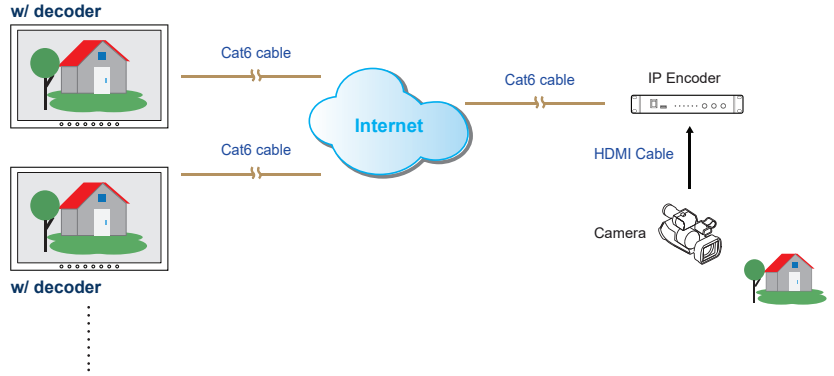 w/ decoder
Cat6 cable
Cat6 cable
IP Encoder
Internet
Cat6 cable
HDMI Cable
Camera
w/ decoder